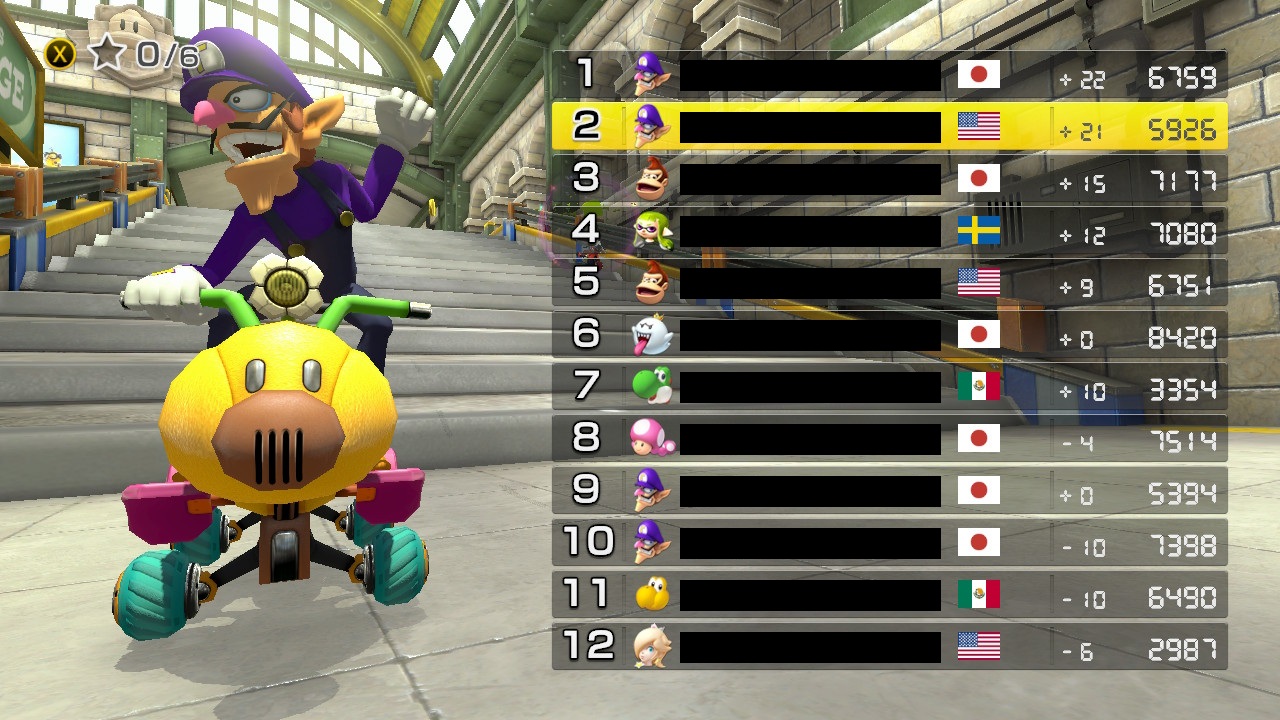 X 0/6
GE
1 + 22 6759
2 + 21 5926
3 + 15 7177
4 + 12 7080
5 + 9 6751
6 + 0 8420
7 + 10 3354
8 - 4 7514
9 + 0 5394
10 - 10 7398
11 - 10 6490
12 - 6 2987